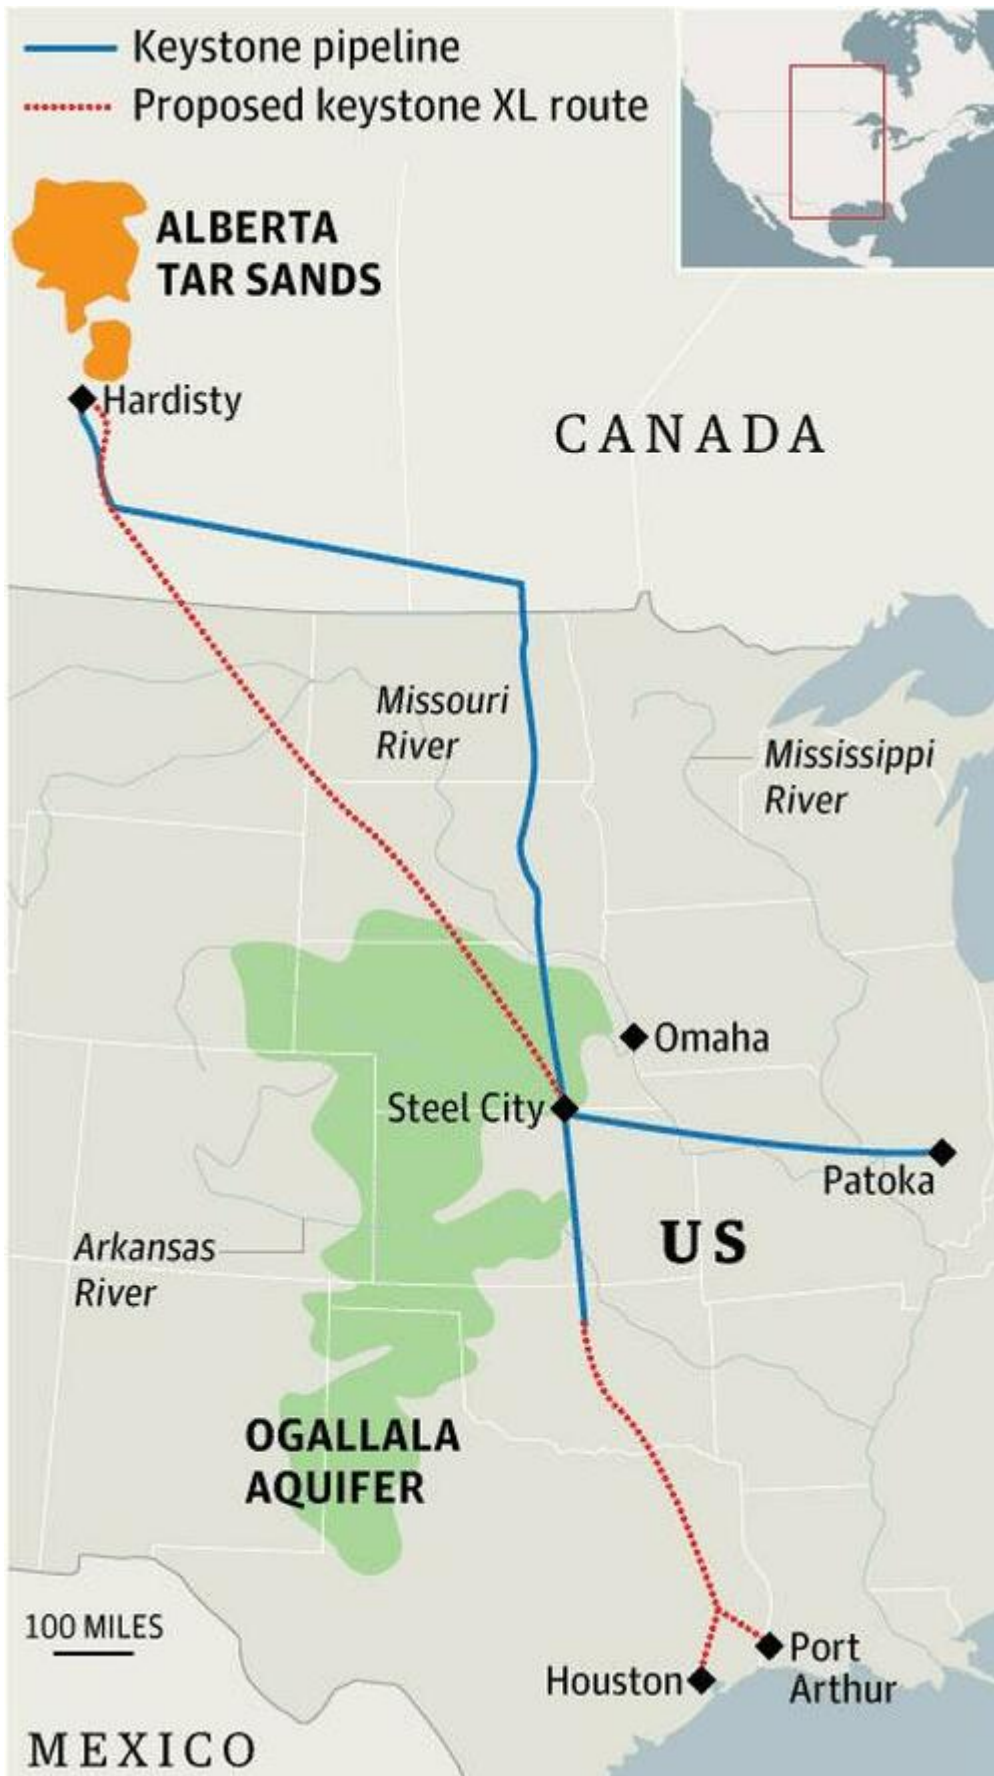 Keystone pipeline
Proposed keystone XL route
ALBERTA
TAR SANDS
Hardisty
CANADA
Missouri
River
Mississippi
River
Omaha
Steel City
Patoka
US
Arkansas
River
OGALLALA
AQUIFER
100 MILES
Port
Arthur
Houston
MEXICO